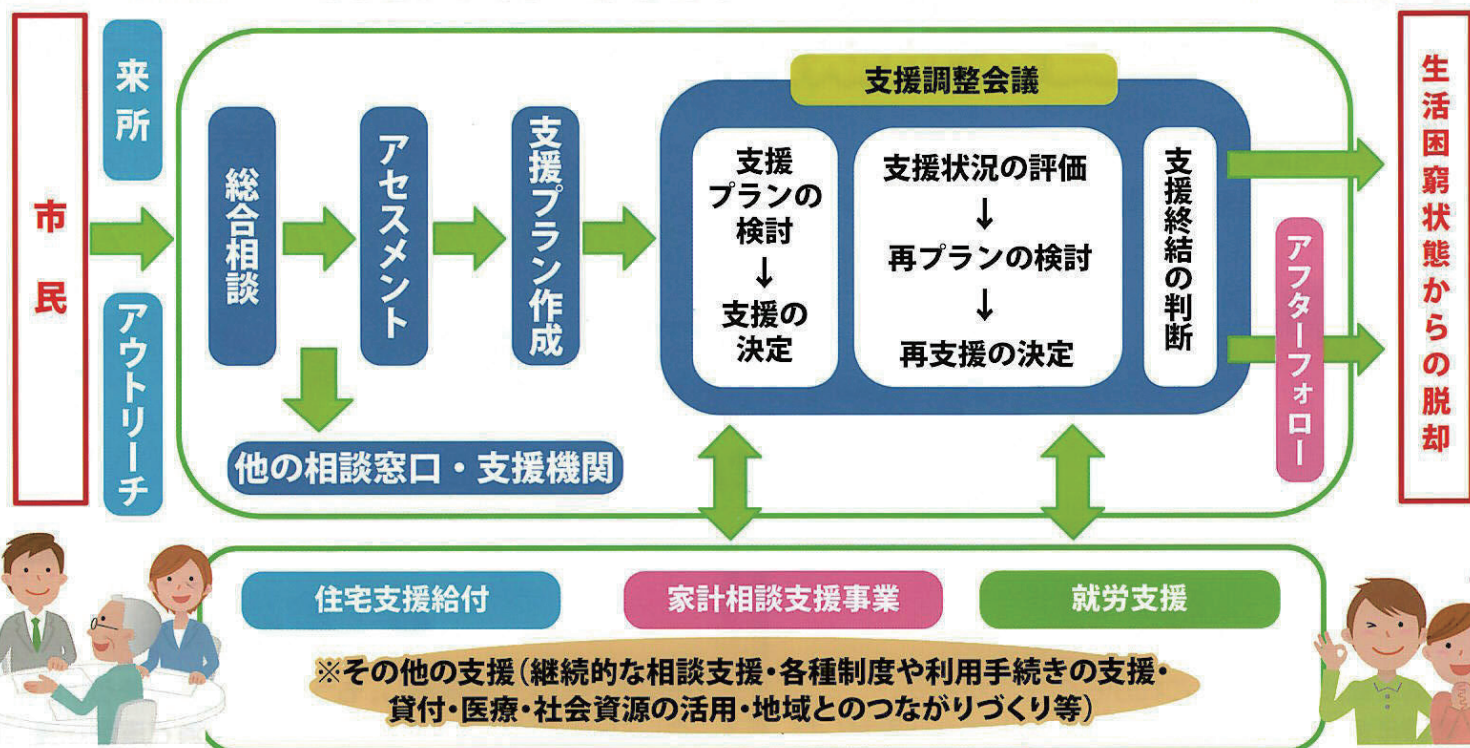 市民
来所
アウトリーチ
総合相談
アセスメント
支援プラン作成
他の相談窓口・支援機関
支援調整会議
支援
プランの
検討
↓
支援の
決定
支援状況の評価
↓
再プランの検討
↓
再支援の決定
支援終結の判断
アフターフォロー
生活困窮状態からの脱却
住宅支援給付
家計相談支援事業
就労支援
※その他の支援(継続的な相談支援・各種制度や利用手続きの支援・
貸付・医療・社会資源の活用・地域とのつながりづくり等)